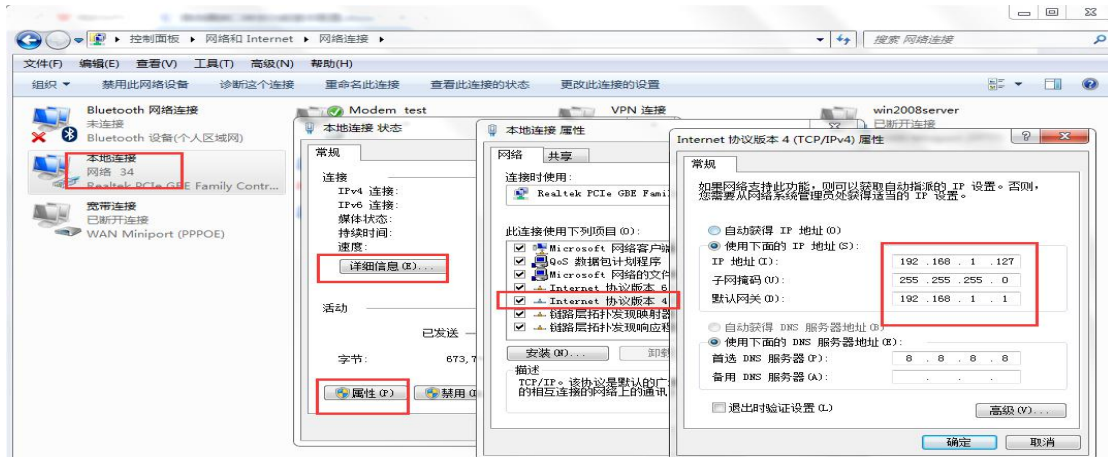 控制面板 ▸ 网络和 Internet ▸ 网络连接 ▸
搜索 网络连接
文件(F) 编辑(E) 查看(V) 工具(T) 高级(N) 帮助(H)
组织 禁用此网络设备 诊断这个连接 重命名此连接 查看此连接的状态 更改此连接的设置
Bluetooth 网络连接
未连接
Bluetooth 设备(个人区域网)
本地连接
网络 34
Realtek PCIe GBE Family Contr...
宽带连接
已断开连接
WAN Miniport (PPPOE)
Modem test
VPN 连接
win2008server
已断开连接
本地连接 状态
常规
连接
IPv4 连接:
IPv6 连接:
媒体状态:
持续时间:
速度:
详细信息(E)...
活动
已发送 —
字节: 673,7
属性(P)
禁用(D
本地连接 属性
网络 共享
连接时使用:
Realtek PCIe GBE Famil
此连接使用下列项目(O):
Microsoft 网络客户端
QoS 数据包计划程序
Microsoft 网络的文件
Internet 协议版本 6
Internet 协议版本 4
链路层拓扑发现映射器
链路层拓扑发现响应程
安装(N)...
卸载
描述
TCP/IP。该协议是默认的广
的相互连接的网络上的通讯
Internet 协议版本 4 (TCP/IPv4) 属性
常规
如果网络支持此功能，则可以获取自动指派的 IP 设置。否则，
您需要从网络系统管理员处获得适当的 IP 设置。
自动获得 IP 地址(O)
使用下面的 IP 地址(S):
IP 地址(I): 192 .168 . 1 .127
子网掩码(U): 255 .255 .255 . 0
默认网关(D): 192 .168 . 1 . 1
自动获得 DNS 服务器地址(B)
使用下面的 DNS 服务器地址(E):
首选 DNS 服务器(P): 8 . 8 . 8 . 8
备用 DNS 服务器(A): . . .
退出时验证设置(L)
高级(V)...
确定 取消